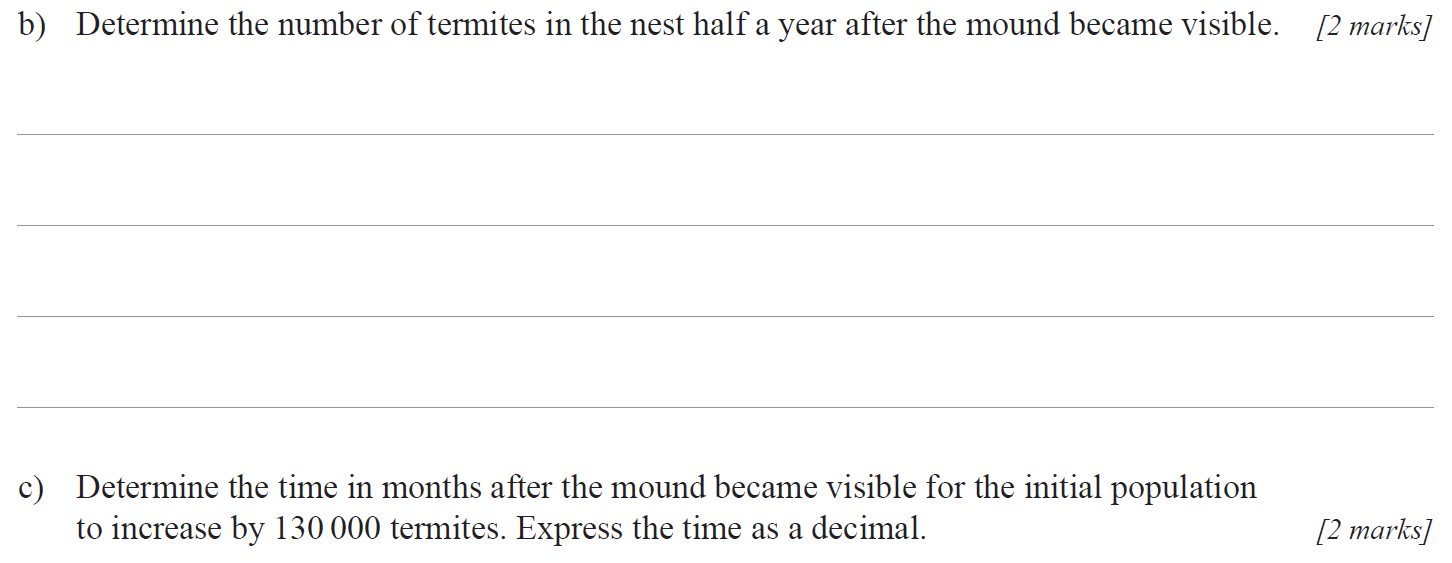 b) Determine the number of termites in the nest half a year after the mound became visible. [2 marks]
c) Determine the time in months after the mound became visible for the initial population
to increase by 130 000 termites. Express the time as a decimal. [2 marks]